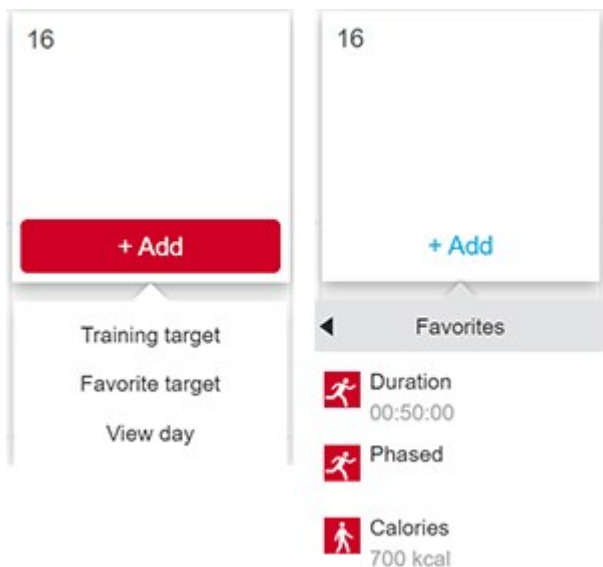 16
+ Add
Training target
Favorite target
View day
16
+ Add
Favorites
Duration
00:50:00
Phased
Calories
700 kcal